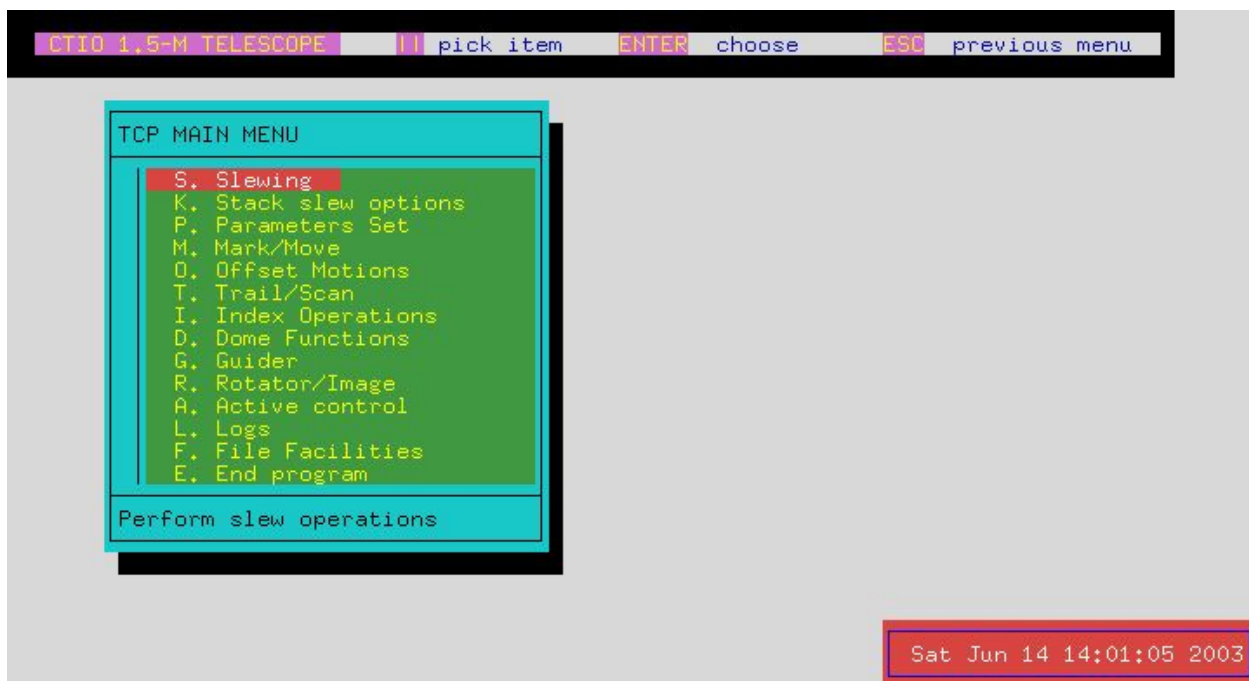 CTIO 1.5-M TELESCOPE || pick item ENTER choose ESC previous menu
TCP MAIN MENU
S. Slewing
K. Stack slew options
P. Parameters Set
M. Mark/Move
O. Offset Motions
T. Trail/Scan
I. Index Operations
D. Dome Functions
G. Guider
R. Rotator/Image
A. Active control
L. Logs
F. File Facilities
E. End program
Perform slew operations
Sat Jun 14 14:01:05 2003